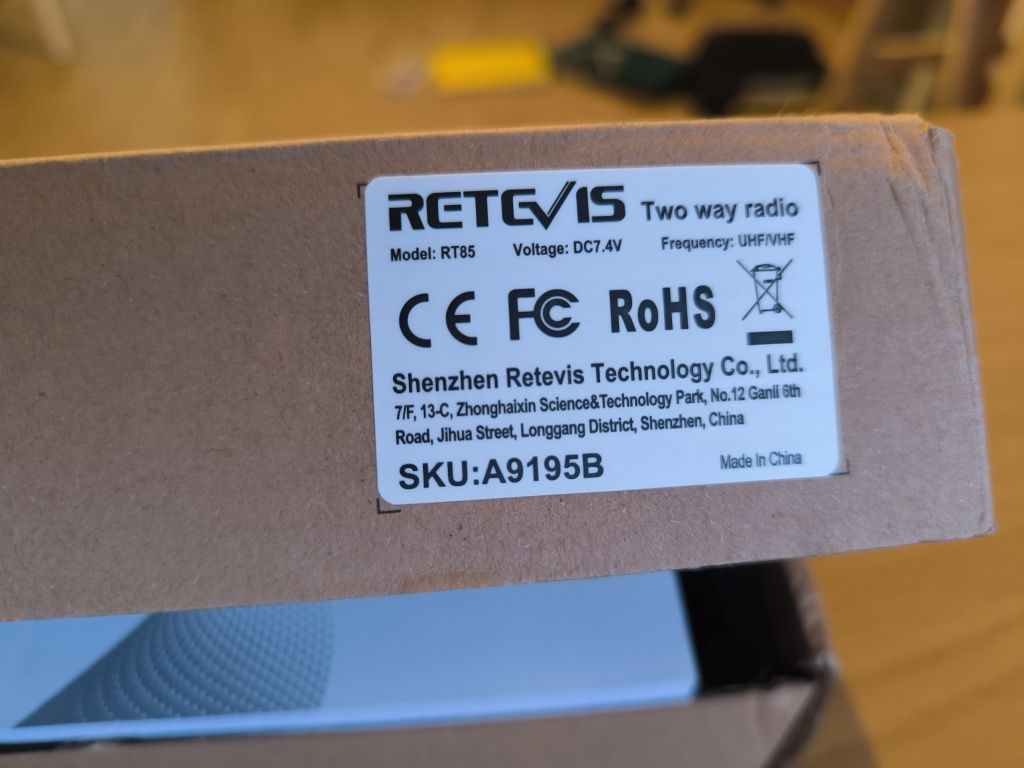 RETEVIS Two way radio
Model: RT85 Voltage: DC7.4V Frequency: UHF/VHF
CE FC RoHS
Shenzhen Retevis Technology Co., Ltd.
7/F, 13-C, Zhonghaixin Science&Technology Park, No.12 Ganli 6th
Road, Jihua Street, Longgang District, Shenzhen, China
SKU:A9195B Made In China